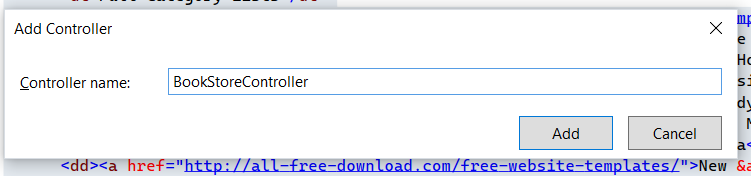 Add Controller
Controller name:
BookStoreController
Add
Cancel
<dd><a href="http://all-free-download.com/free-website-templates/">New &a